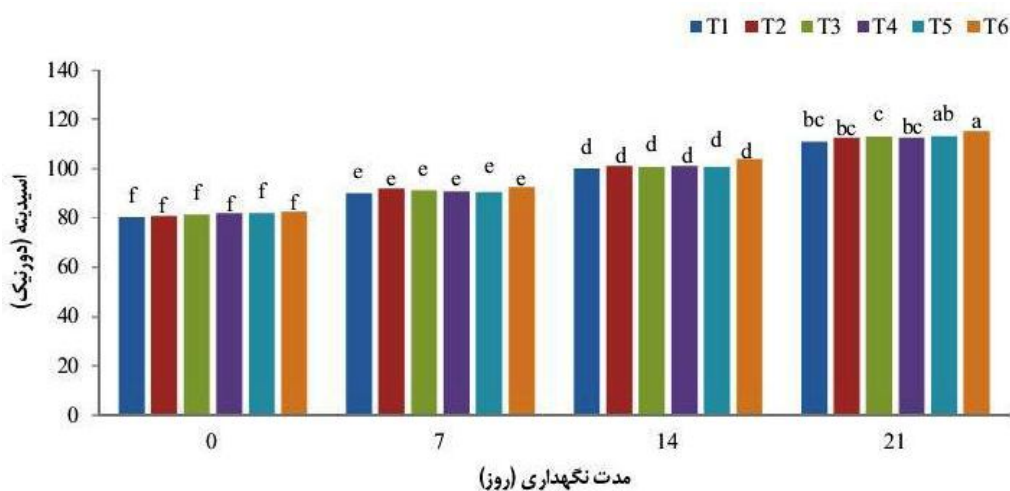 T1 T2 T3 T4 T5 T6
اسیدیته (دورنیک)
140
120
100
80
60
40
20
0
f f f f f f
e e e e e e
d d d d d d
bc bc c bc ab a
0 7 14 21
مدت نگهداری (روز)